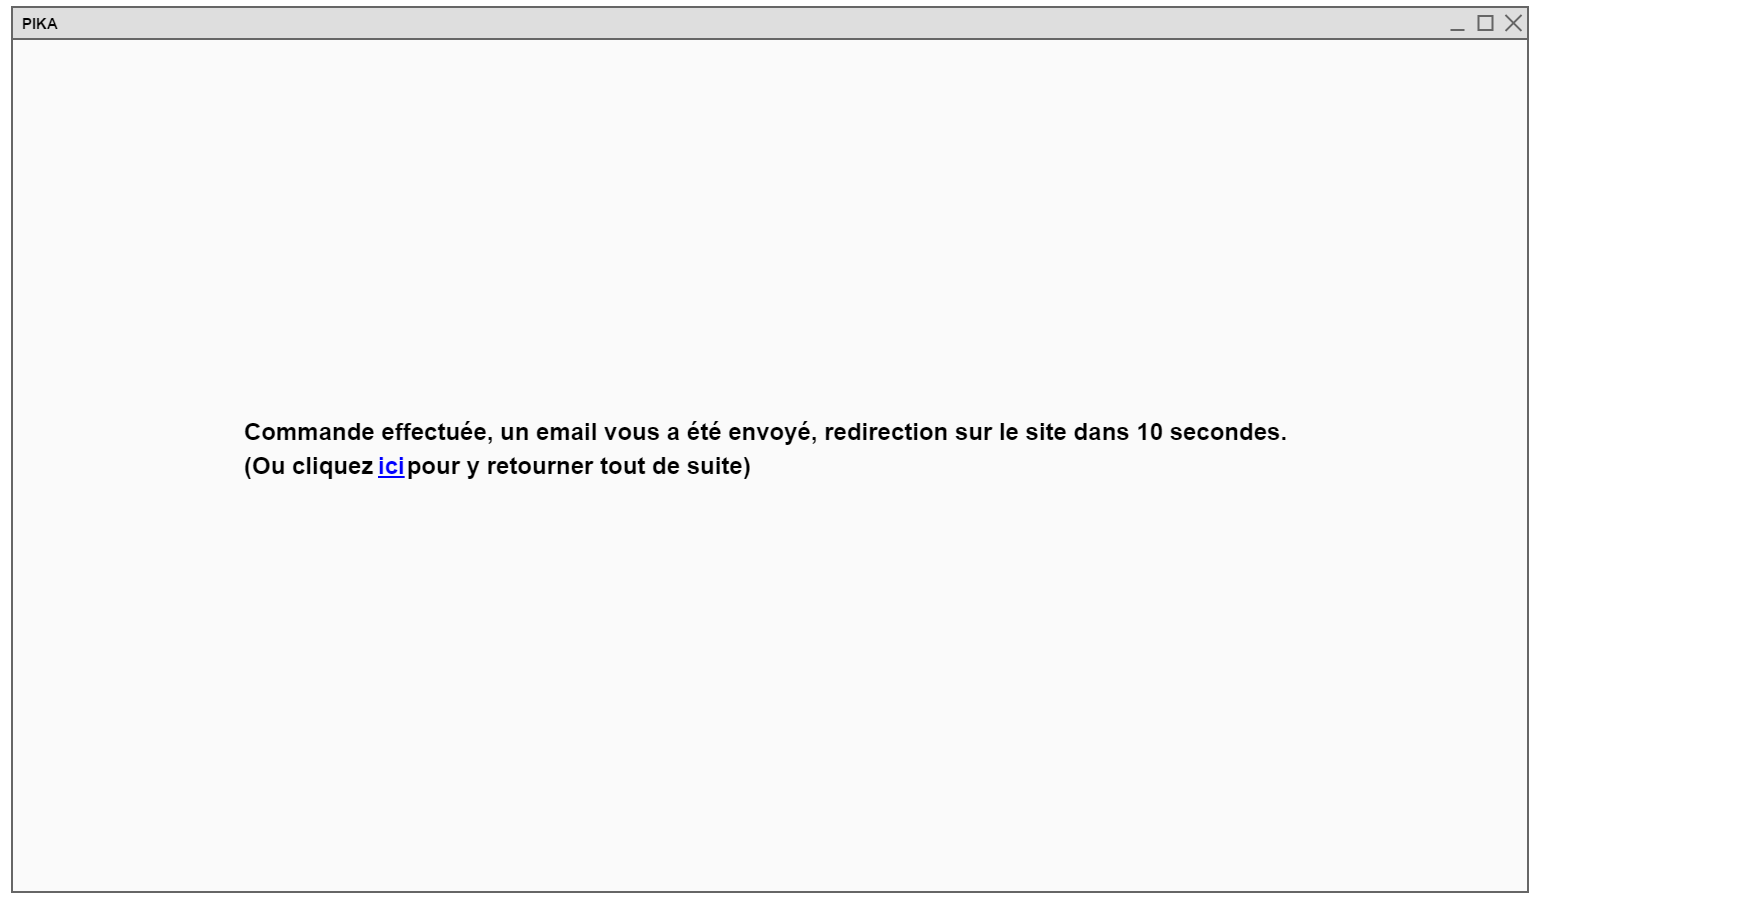 PIKA
Commande effectuée, un email vous a été envoyé, redirection sur le site dans 10 secondes.
(Ou cliquez ici pour y retourner tout de suite)